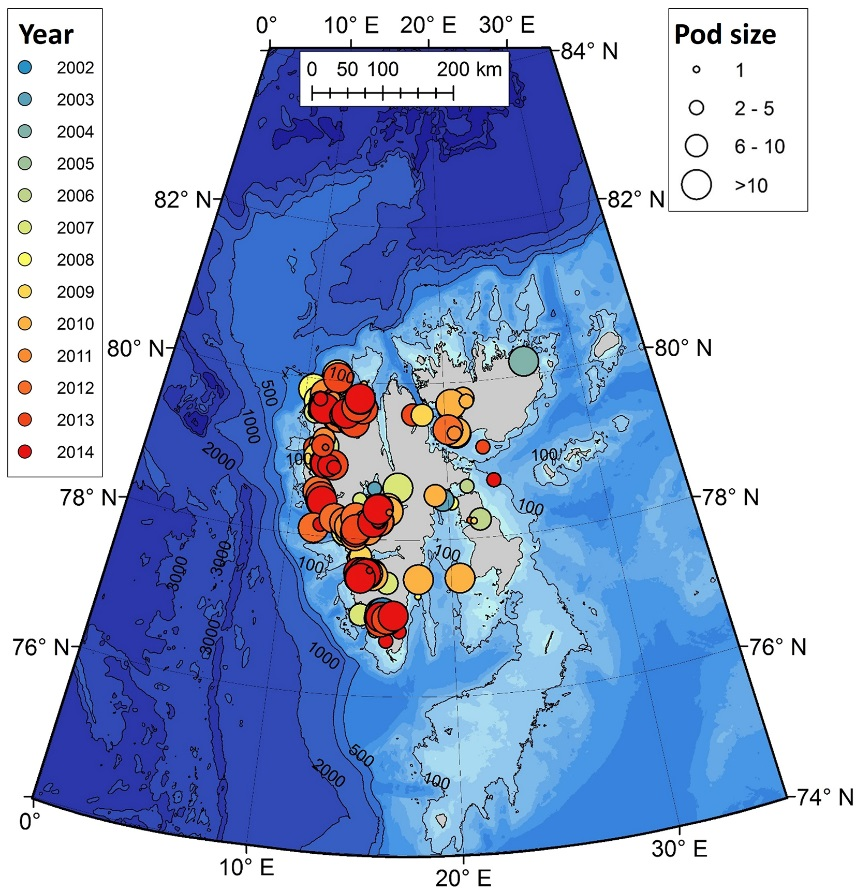 Year
2002
2003
2004
2005
2006
2007
2008
2009
2010
2011
2012
2013
2014
0° 10° E 20° E 30° E
0 50 100 200 km
84° N
Pod size
1
2 - 5
6 - 10
>10
82° N 82° N
80° N 80° N
100
500
1000
2000
100
100
78° N 78° N
100
3000
3000
100
100
3000
76° N 76° N
1000
500
2000
100
74° N
0°
10° E 20° E 30° E